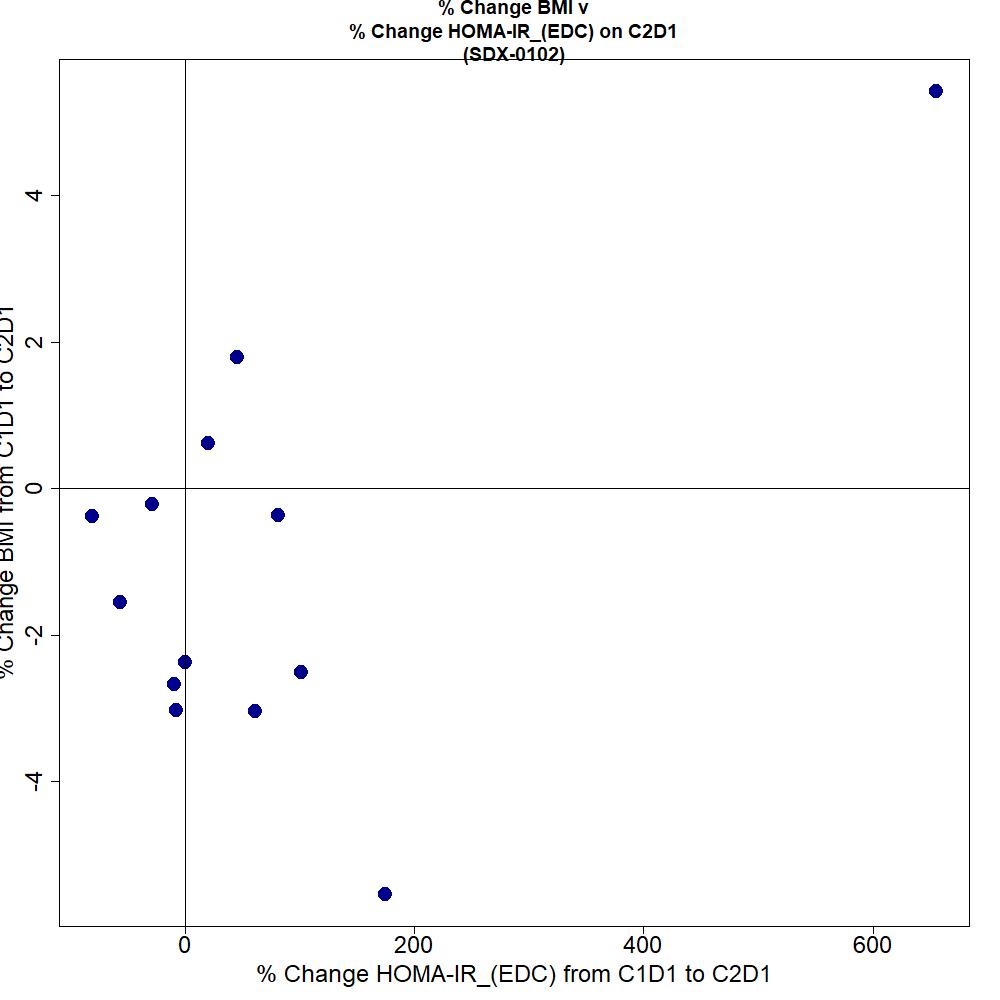 % Change BMI v
% Change HOMA-IR_(EDC) on C2D1
(SDX-0102)
% Change BMI from C1D1 to C2D1
4
2
0
-2
-4
0
200
400
600
% Change HOMA-IR_(EDC) from C1D1 to C2D1